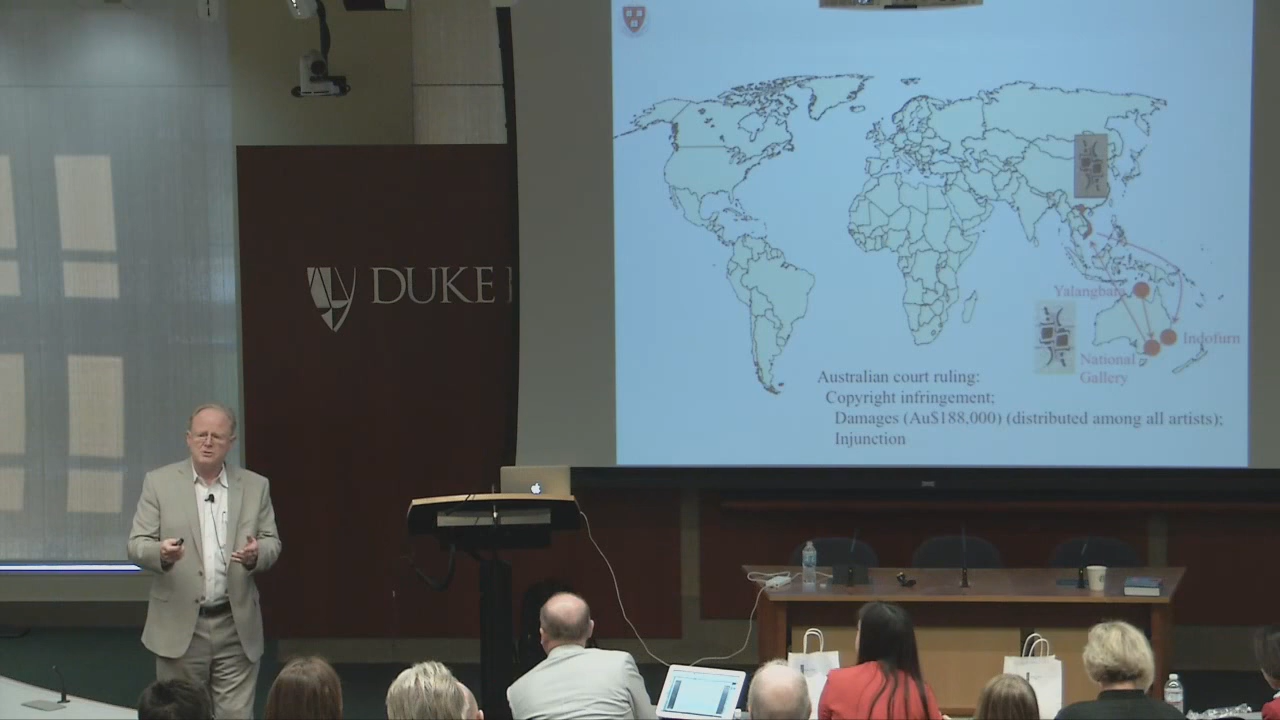 DUKE
Yalangbara
Indofurn
National
Gallery
Australian court ruling:
Copyright infringement;
Damages (Au$188,000) (distributed among all artists);
Injunction